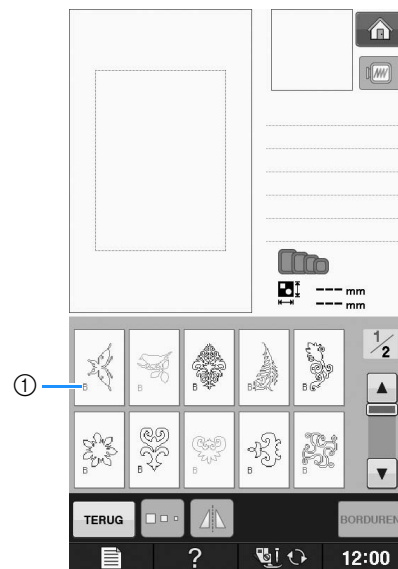 --- mm
--- mm
1/2
①
B B B B B
B B B B B
TERUG
BORDUREN
?
12:00